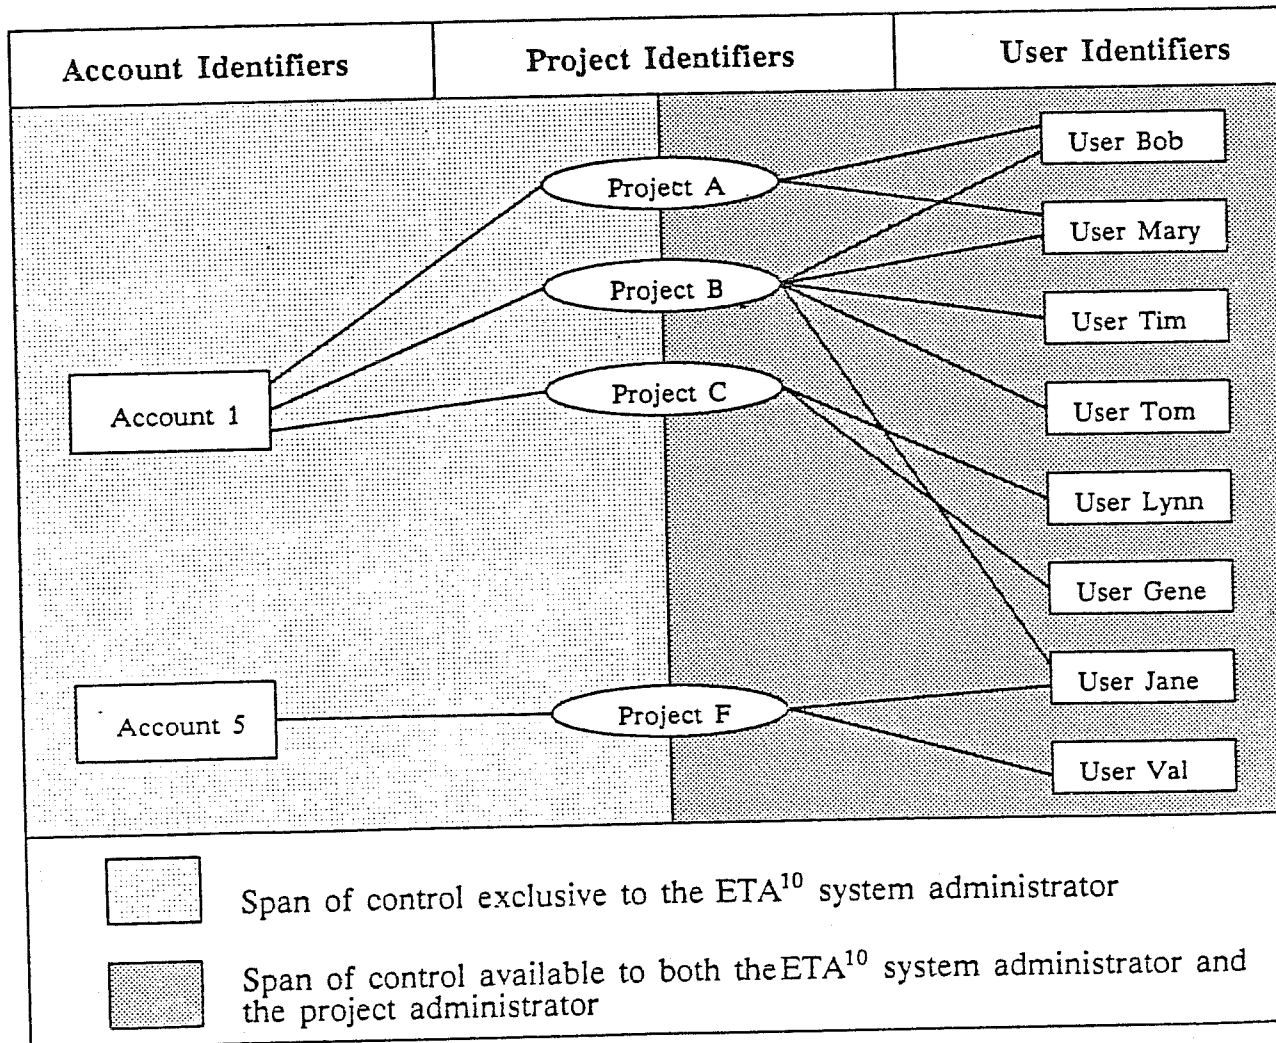 Account Identifiers
Project Identifiers
User Identifiers
Project A
Project B
Project C
Project F
Account 1
Account 5
User Bob
User Mary
User Tim
User Tom
User Lynn
User Gene
User Jane
User Val
Span of control exclusive to the ETA¹⁰ system administrator
Span of control available to both theETA¹⁰ system administrator and
the project administrator